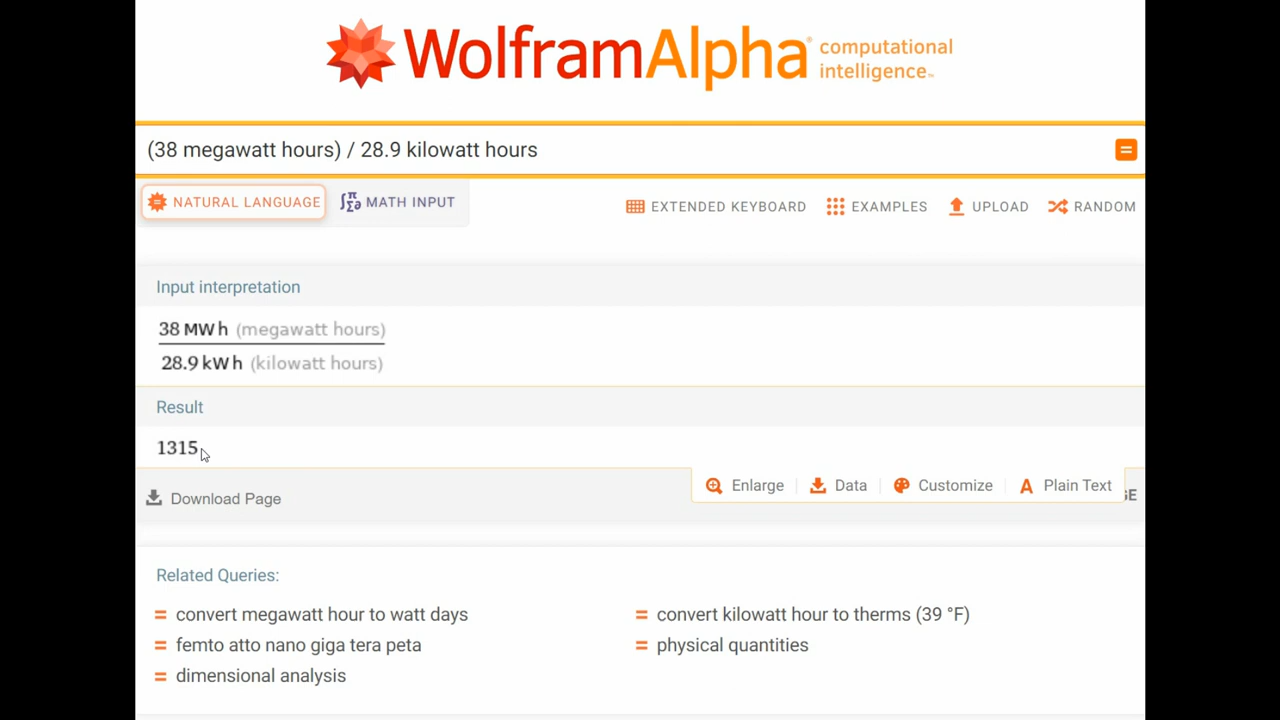 WolframAlpha computational intelligence™
(38 megawatt hours) / 28.9 kilowatt hours
NATURAL LANGUAGE MATH INPUT EXTENDED KEYBOARD EXAMPLES UPLOAD RANDOM
Input interpretation
38 MW h (megawatt hours)
28.9 kW h (kilowatt hours)
Result
1315
Enlarge Data Customize Plain Text
Download Page
Related Queries:
convert megawatt hour to watt days convert kilowatt hour to therms (39 °F)
femto atto nano giga tera peta physical quantities
dimensional analysis